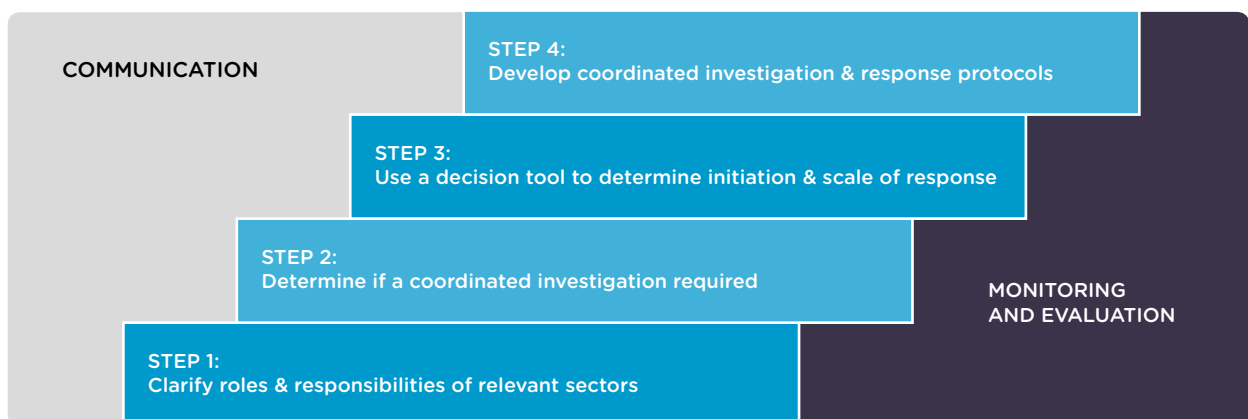 COMMUNICATION
STEP 4:
Develop coordinated investigation & response protocols
STEP 3:
Use a decision tool to determine initiation & scale of response
STEP 2:
Determine if a coordinated investigation required
MONITORING
AND EVALUATION
STEP 1:
Clarify roles & responsibilities of relevant sectors